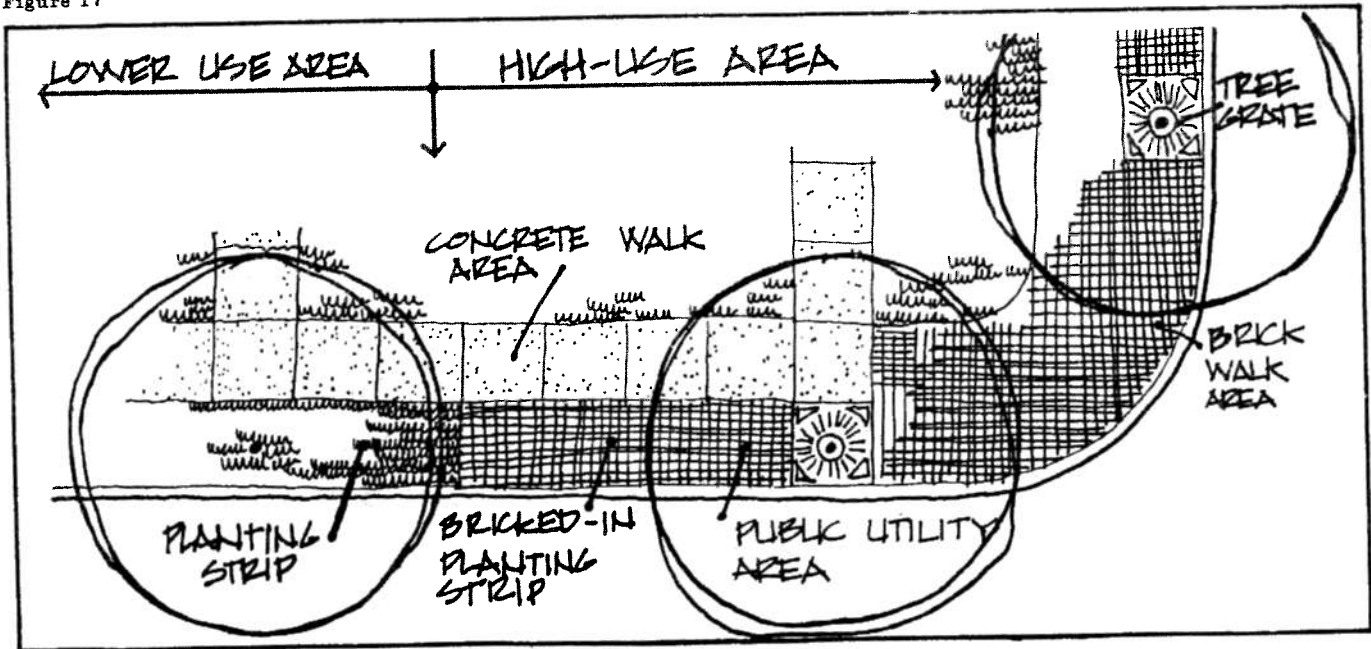 Figure 17
LOWER USE AREA
HIGH-USE AREA
TREE
GRATE
CONCRETE WALK
AREA
BRICK
WALK
AREA
PLANTING
STRIP
BRICKED-IN
PLANTING
STRIP
PUBLIC UTILITY
AREA